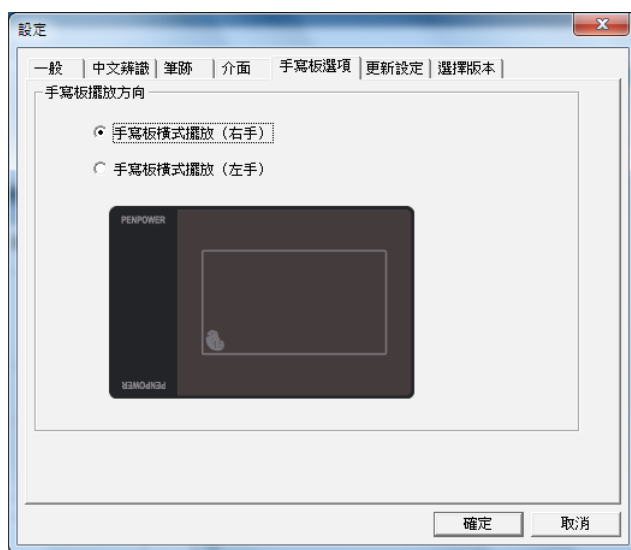 設定
一般 中文辨識 筆跡 介面 手寫板選項 更新設定 選擇版本
手寫板擺放方向
手寫板橫式擺放（右手）
手寫板橫式擺放（左手）
PENPOWER
PENPOWER
確定 取消